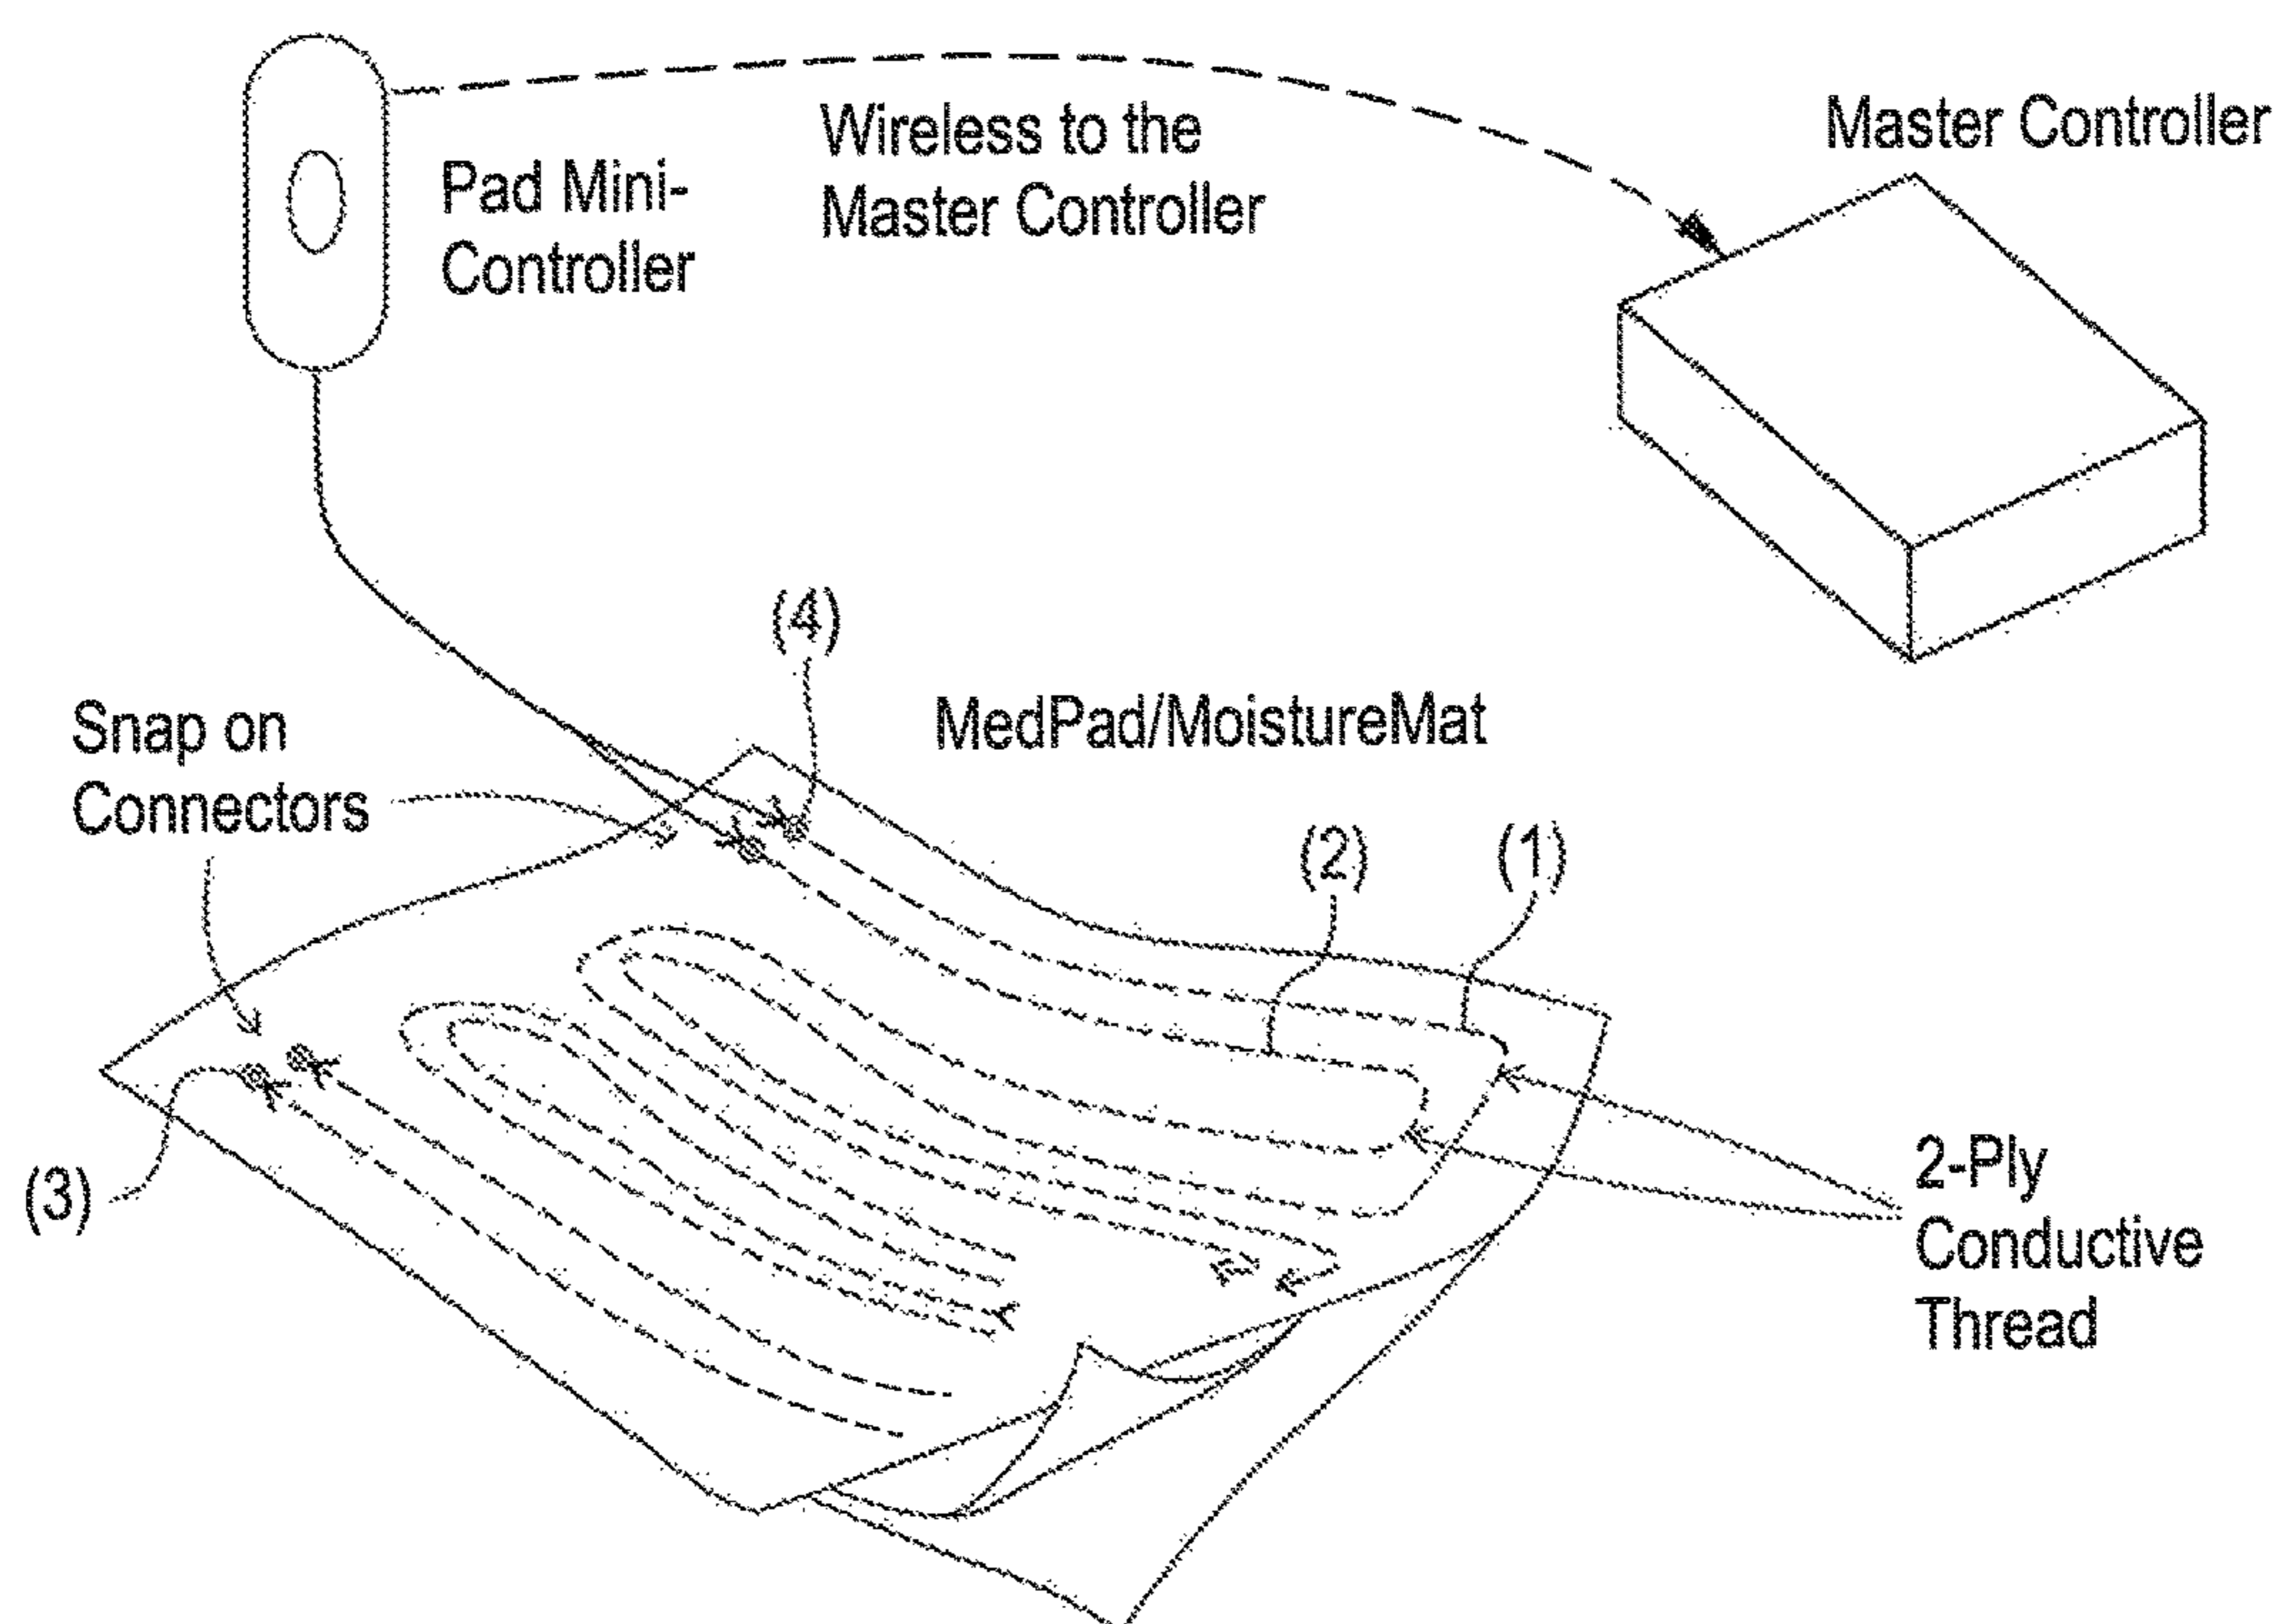 Master Controller
Wireless to the
Master Controller
Pad Mini-
Controller
(4)
MedPad/MoistureMat
Snap on
Connectors
(2)
(1)
(3)
2-Ply
Conductive
Thread